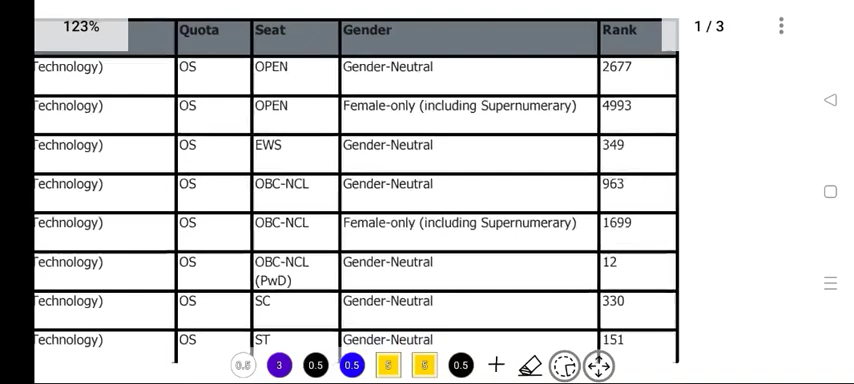 123%
1 / 3
Quota Seat Gender Rank
Technology) OS OPEN Gender-Neutral 2677
Technology) OS OPEN Female-only (including Supernumerary) 4993
Technology) OS EWS Gender-Neutral 349
Technology) OS OBC-NCL Gender-Neutral 963
Technology) OS OBC-NCL Female-only (including Supernumerary) 1699
Technology) OS OBC-NCL (PwD) Gender-Neutral 12
Technology) OS SC Gender-Neutral 330
Technology) OS ST Gender-Neutral 151
0.5 3 0.5 0.5 5 5 0.5